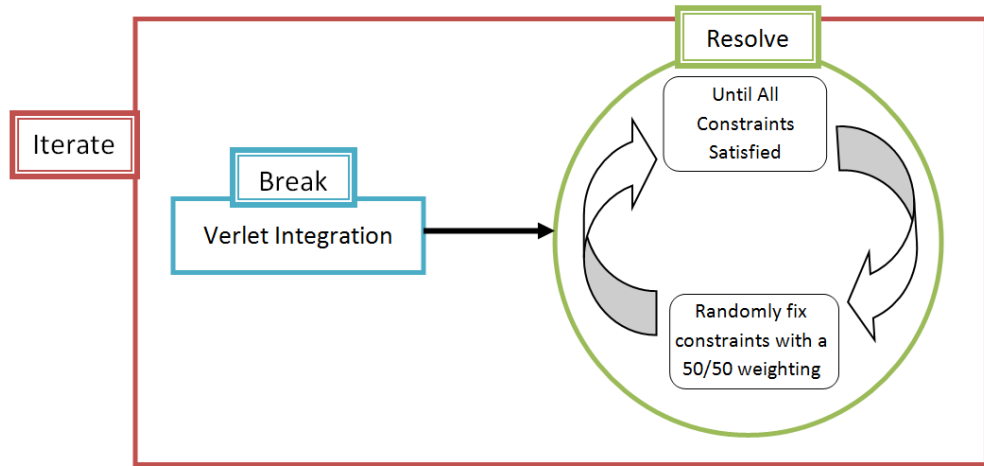 Resolve
Until All
Constraints
Satisfied
Iterate
Break
Verlet Integration
Randomly fix
constraints with a
50/50 weighting